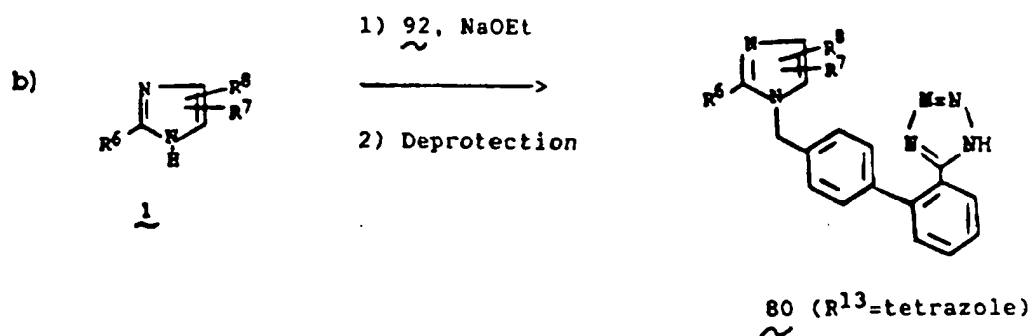 1) 92, NaOEt
b)
2) Deprotection
N
R⁸
R⁷
R⁶
N
H
1
N
R⁸
R⁷
R⁶
N
N=N
N
NH
80 (R¹³=tetrazole)